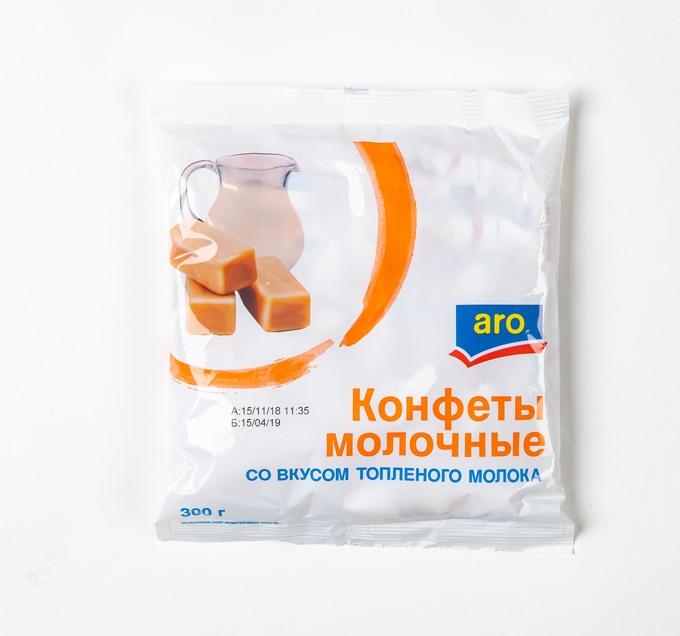 aro
А:15/11/18 11:35
Б:15/04/19
Конфеты
молочные
СО ВКУСОМ ТОПЛЕНОГО МОЛОКА
300 г